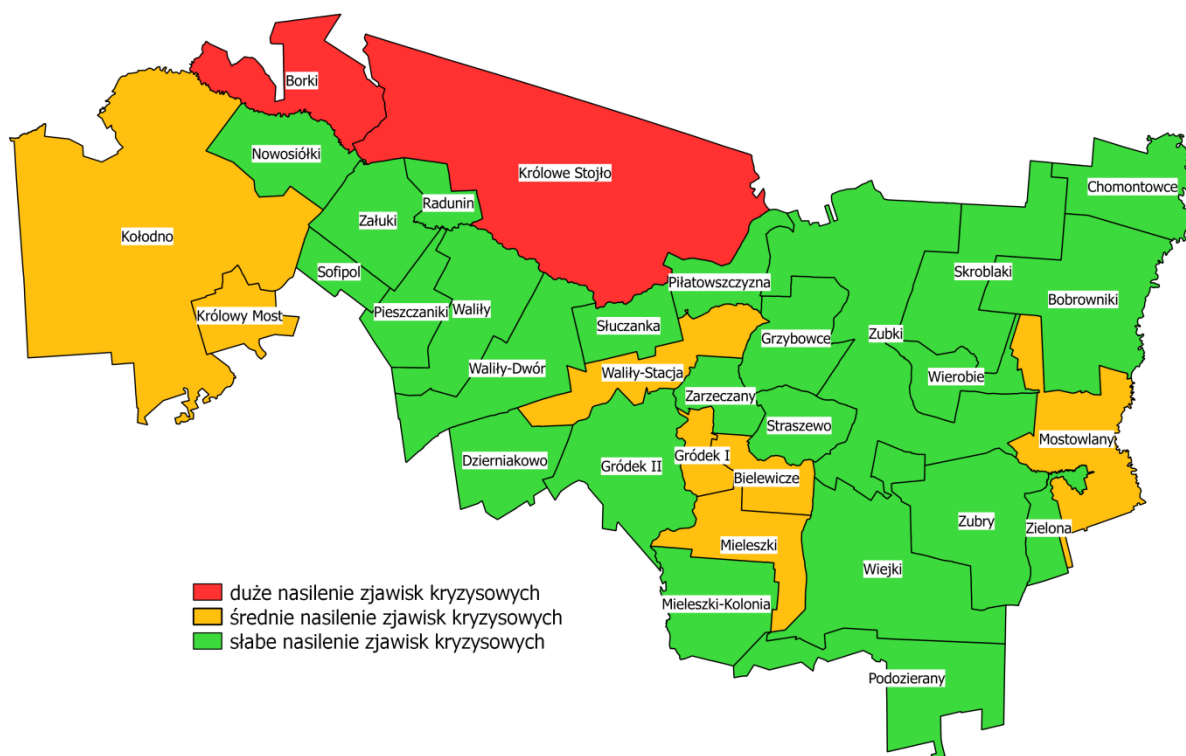 Borki
Nowosiółki
Królowe Stojło
Chomontowce
Radunin
Załuki
Kołodno
Sofipol
Skroblaki
Piłatowszczyzna
Bobrowniki
Królowy Most
Pieszczaniki
Waliły
Słuczanka
Grzybowce
Zubki
Waliły-Dwór
Waliły-Stacja
Wierobie
Zarzeczany
Straszewo
Mostowlany
Dzierniakowo
Gródek II
Gródek I
Bielewicze
Zubry
Zielona
Mieleszki
Wiejki
Mieleszki-Kolonia
Podozierany
duże nasilenie zjawisk kryzysowych
średnie nasilenie zjawisk kryzysowych
słabe nasilenie zjawisk kryzysowych